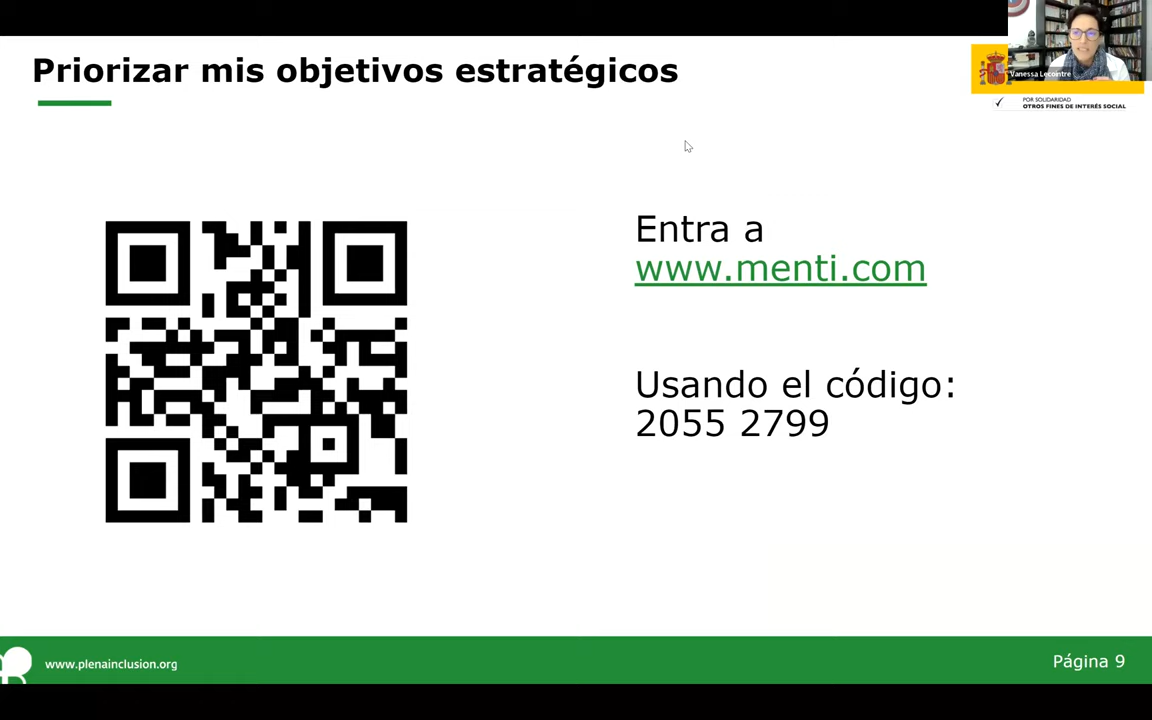 Priorizar mis objetivos estratégicos
Vanessa Lecointre
POR SOLIDARIDAD
OTROS FINES DE INTERÉS SOCIAL
Entra a
www.menti.com
Usando el código:
2055 2799
www.plenainclusion.org
Página 9